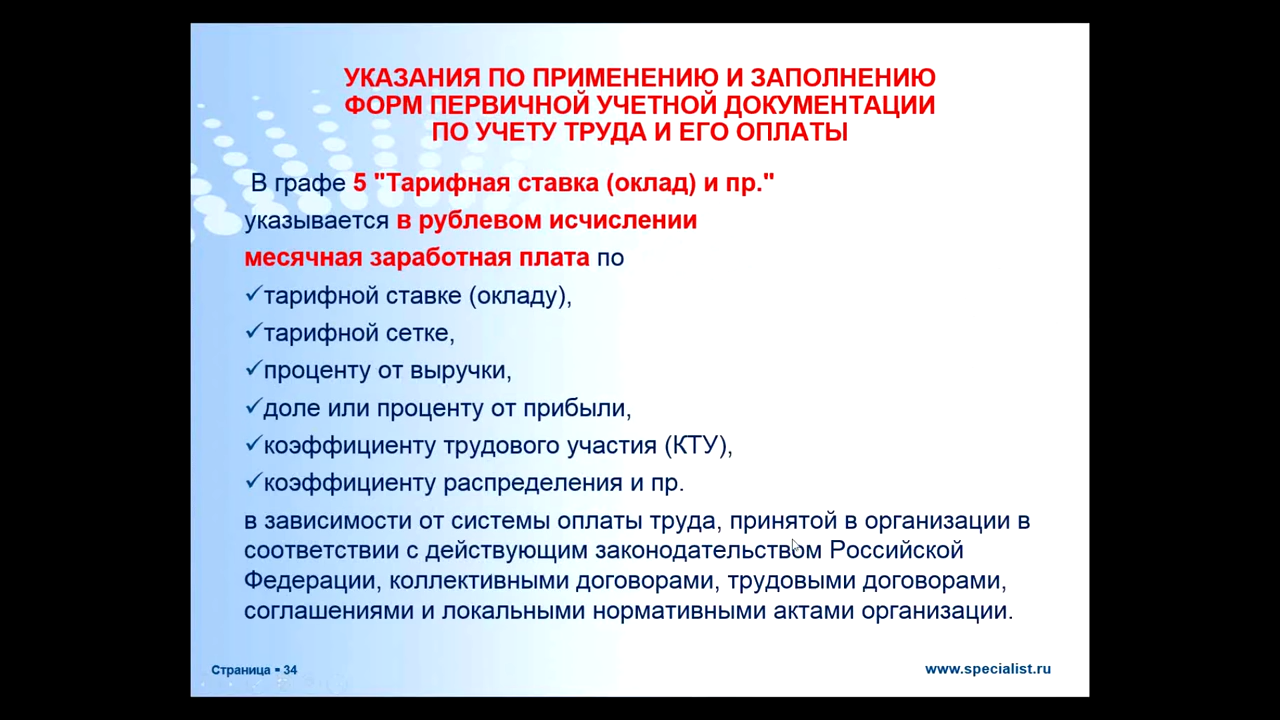 УКАЗАНИЯ ПО ПРИМЕНЕНИЮ И ЗАПОЛНЕНИЮ
ФОРМ ПЕРВИЧНОЙ УЧЕТНОЙ ДОКУМЕНТАЦИИ
ПО УЧЕТУ ТРУДА И ЕГО ОПЛАТЫ
В графе 5 "Тарифная ставка (оклад) и пр."
указывается в рублевом исчислении
месячная заработная плата по
✓тарифной ставке (окладу),
✓тарифной сетке,
✓проценту от выручки,
✓доле или проценту от прибыли,
✓коэффициенту трудового участия (КТУ),
✓коэффициенту распределения и пр.
в зависимости от системы оплаты труда, принятой в организации в
соответствии с действующим законодательством Российской
Федерации, коллективными договорами, трудовыми договорами,
соглашениями и локальными нормативными актами организации.
Страница ▪ 34
www.specialist.ru